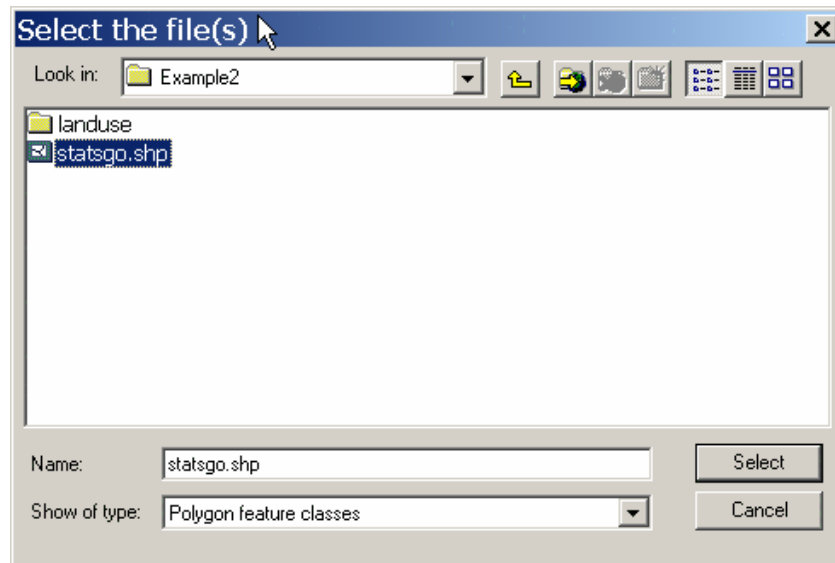 Select the file(s)
Look in: Example2
landuse
statsgo.shp
Name: statsgo.shp Select
Show of type: Polygon feature classes Cancel